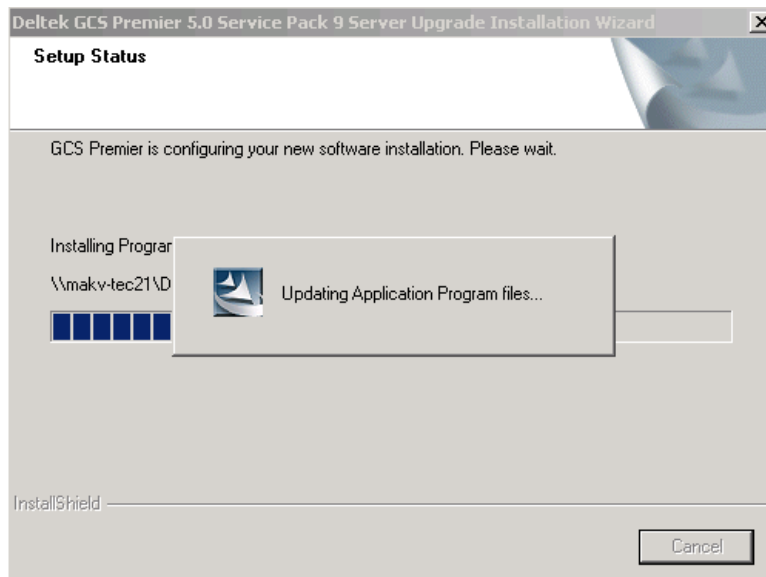 Deltek GCS Premier 5.0 Service Pack 9 Server Upgrade Installation Wizard
Setup Status
GCS Premier is configuring your new software installation. Please wait.
Installing Progra
\\makv-tec21\D
Updating Application Program files...
InstallShield
Cancel